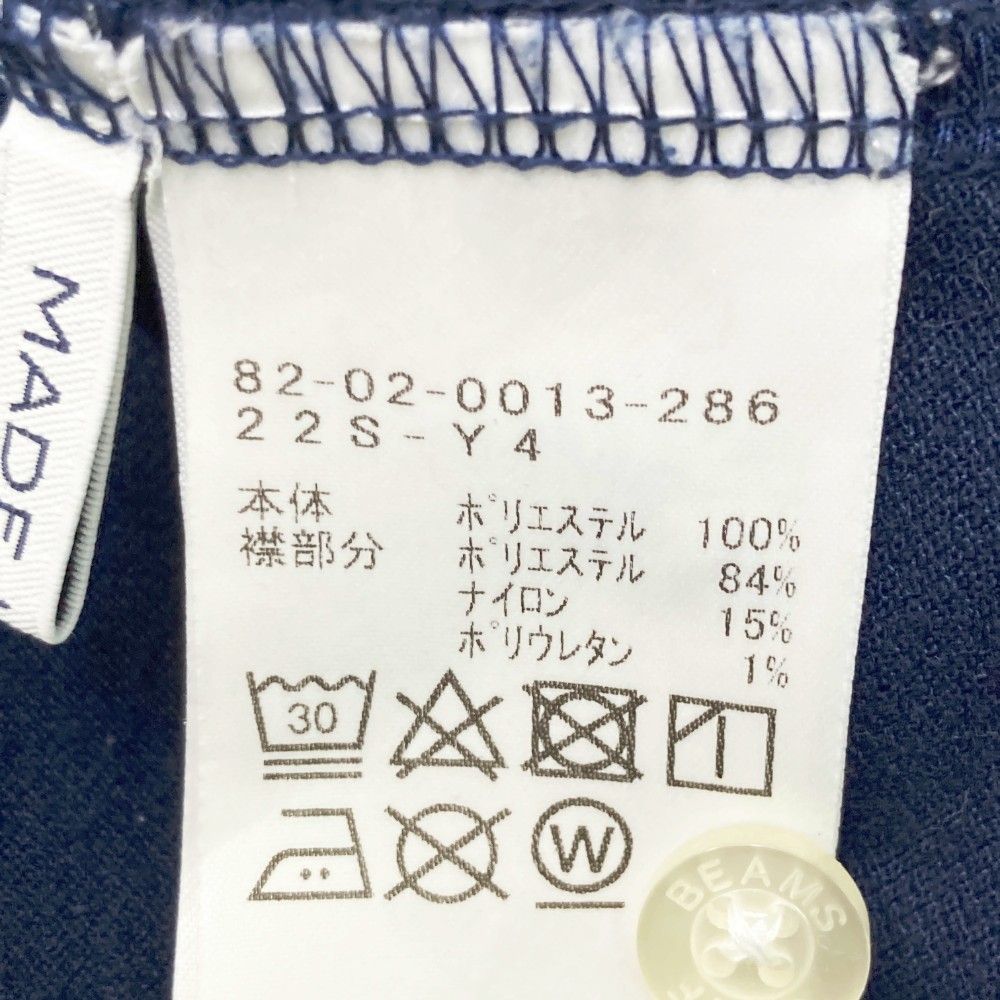 MADE
82-02-0013-286
22S-Y4
本体 ポリエステル 100%
襟部分 ポリエステル 84%
ナイロン 15%
ポリウレタン 1%
30
W
BEAMS